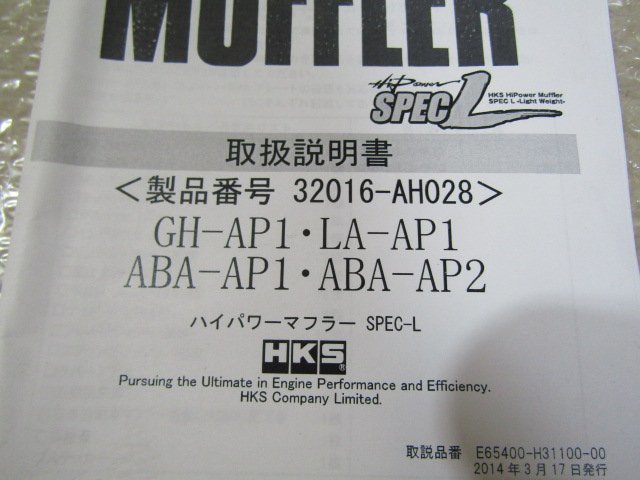 MUFFLER
HiPower
SPEC L
HKS HiPower Muffler
SPEC L -Light Weight-
取扱説明書
＜製品番号 32016-AH028＞
GH-AP1・LA-AP1
ABA-AP1・ABA-AP2
ハイパワーマフラー SPEC-L
HKS®
Pursuing the Ultimate in Engine Performance and Efficiency.
HKS Company Limited.
取説品番 E65400-H31100-00
2014年3月17日発行